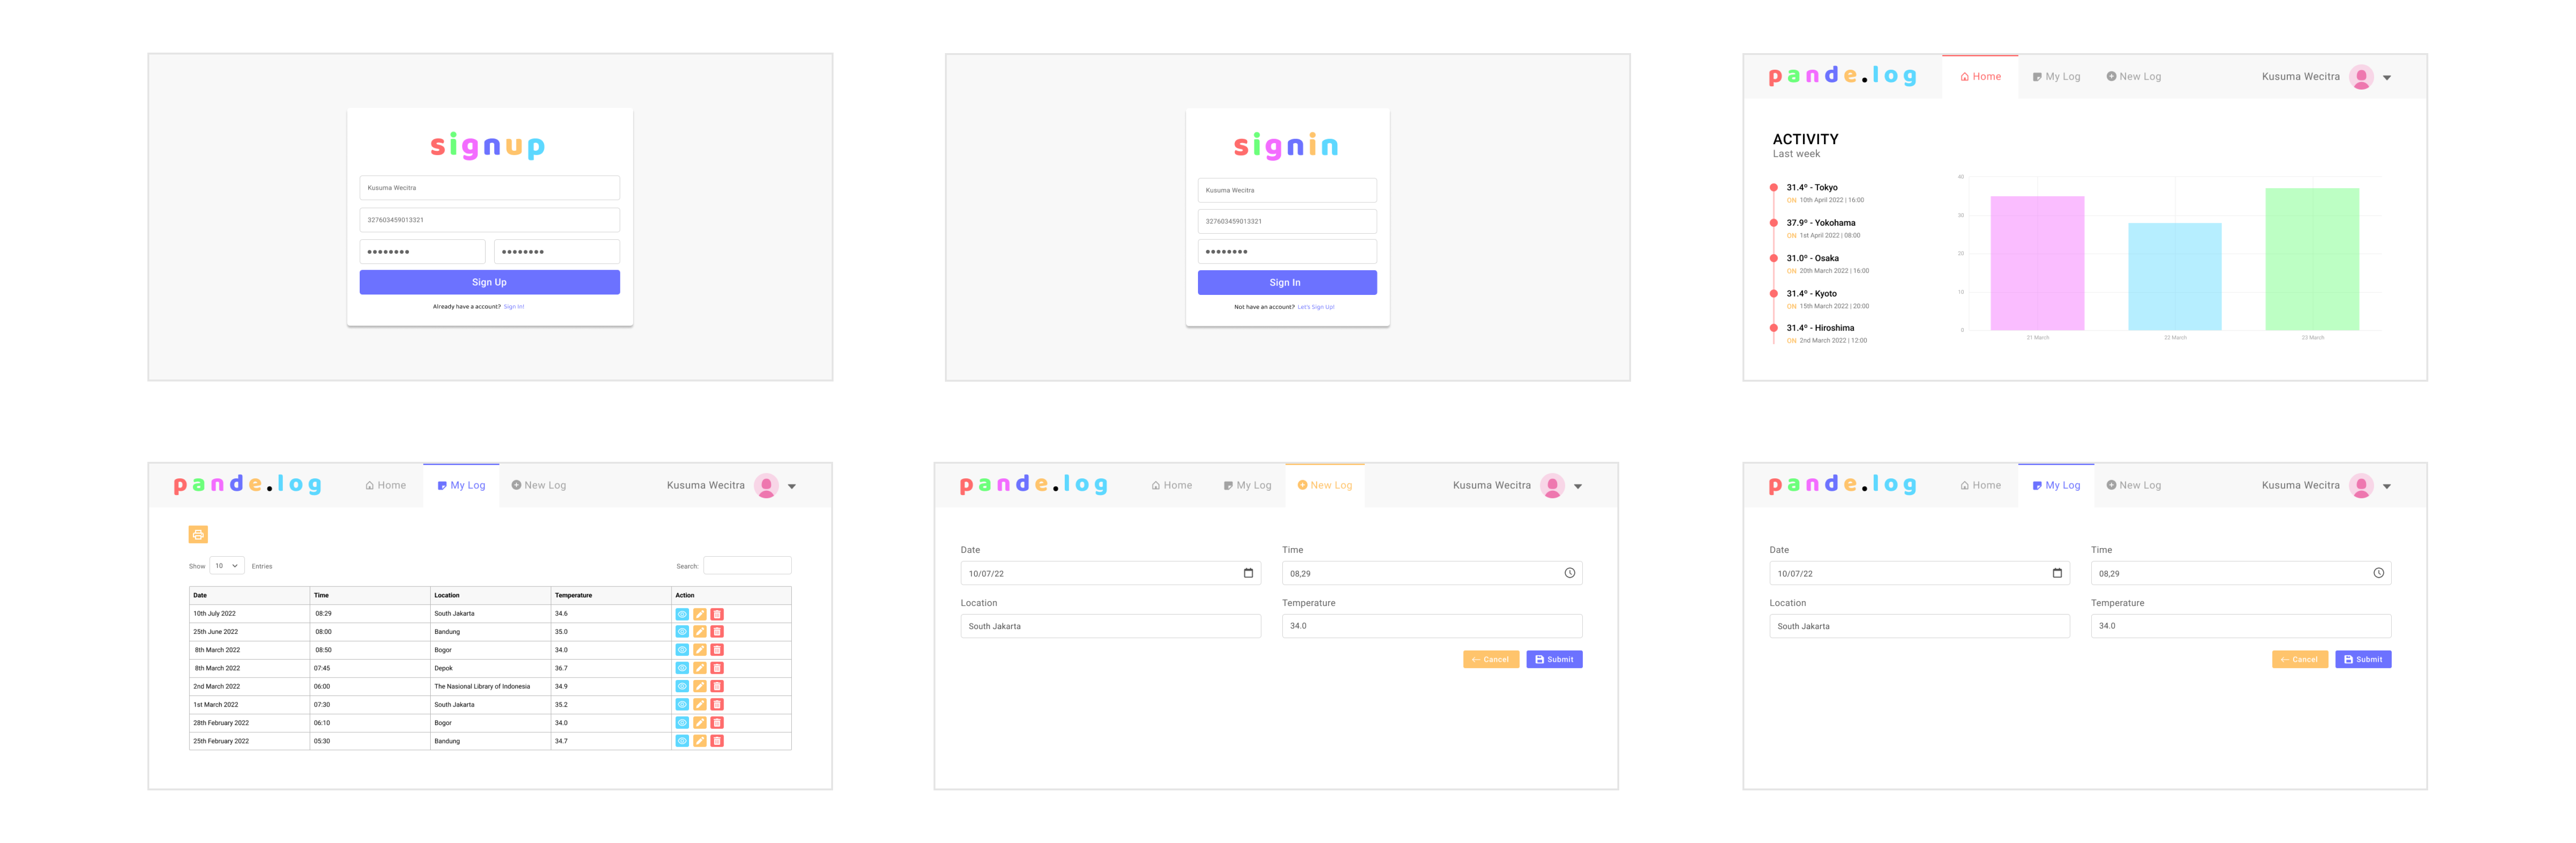 signup
Kusuma Wecitra
327603459013321
Sign Up
Already have a account? Sign In!
signin
Kusuma Wecitra
327603459013321
Sign In
Not have an account? Let's Sign Up!
pande.log Home My Log New Log Kusuma Wecitra
ACTIVITY
Last week
31.4º - Tokyo
ON 10th April 2022 | 16:00
37.9º - Yokohama
ON 1st April 2022 | 08:00
31.0º - Osaka
ON 20th March 2022 | 16:00
31.4º - Kyoto
ON 15th March 2022 | 20:00
31.4º - Hiroshima
ON 2nd March 2022 | 12:00
40
30
20
10
0
21 March 22 March 23 March
pande.log Home My Log New Log Kusuma Wecitra
Show 10 Entries Search:
Date Time Location Temperature Action
10th July 2022 08:29 South Jakarta 34.6
25th June 2022 08:00 Bandung 35.0
8th March 2022 08:50 Bogor 34.0
8th March 2022 07:45 Depok 36.7
2nd March 2022 06:00 The Nasional Library of Indonesia 34.9
1st March 2022 07:30 South Jakarta 35.2
28th February 2022 06:10 Bogor 34.0
25th February 2022 05:30 Bandung 34.7
pande.log Home My Log New Log Kusuma Wecitra
Date Time
10/07/22 08,29
Location Temperature
South Jakarta 34.0
Cancel Submit
pande.log Home My Log New Log Kusuma Wecitra
Date Time
10/07/22 08,29
Location Temperature
South Jakarta 34.0
Cancel Submit